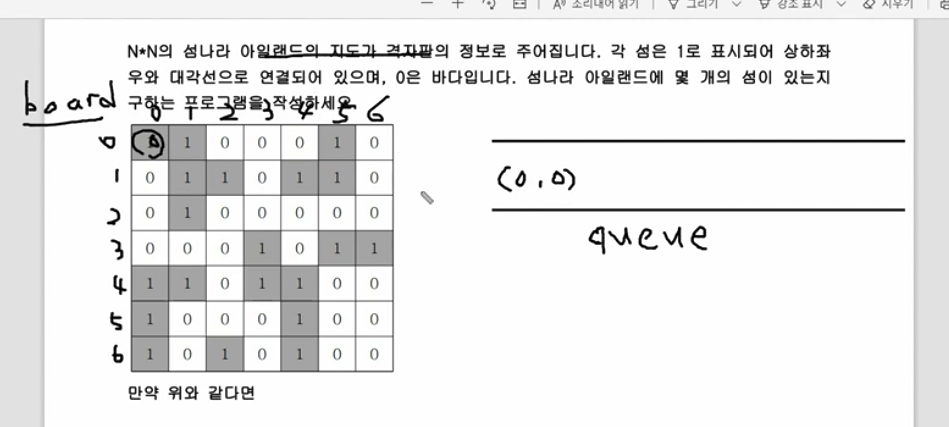 소리내어 읽기 그리기 강조 표시 지우기
N*N의 섬나라 아일랜드의 지도가 격자판의 정보로 주어집니다. 각 섬은 1로 표시되어 상하좌
우와 대각선으로 연결되어 있으며, 0은 바다입니다. 섬나라 아일랜드에 몇 개의 섬이 있는지
구하는 프로그램을 작성하세요.
board
0 1 2 3 4 5 6
0 0 1 0 0 0 1 0
1 0 1 1 0 1 1 0
2 0 1 0 0 0 0 0
3 0 0 0 1 0 1 1
4 1 1 0 1 1 0 0
5 1 0 0 0 1 0 0
6 1 0 1 0 1 0 0
(0,0)
queue
만약 위와 같다면